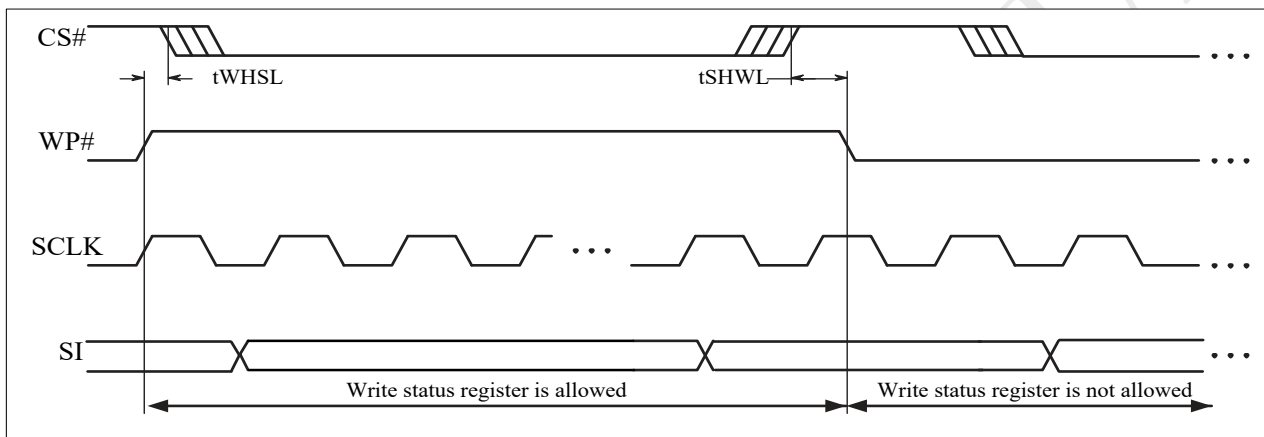 CS#
tWHSL
tSHWL
WP#
SCLK
SI
Write status register is allowed
Write status register is not allowed